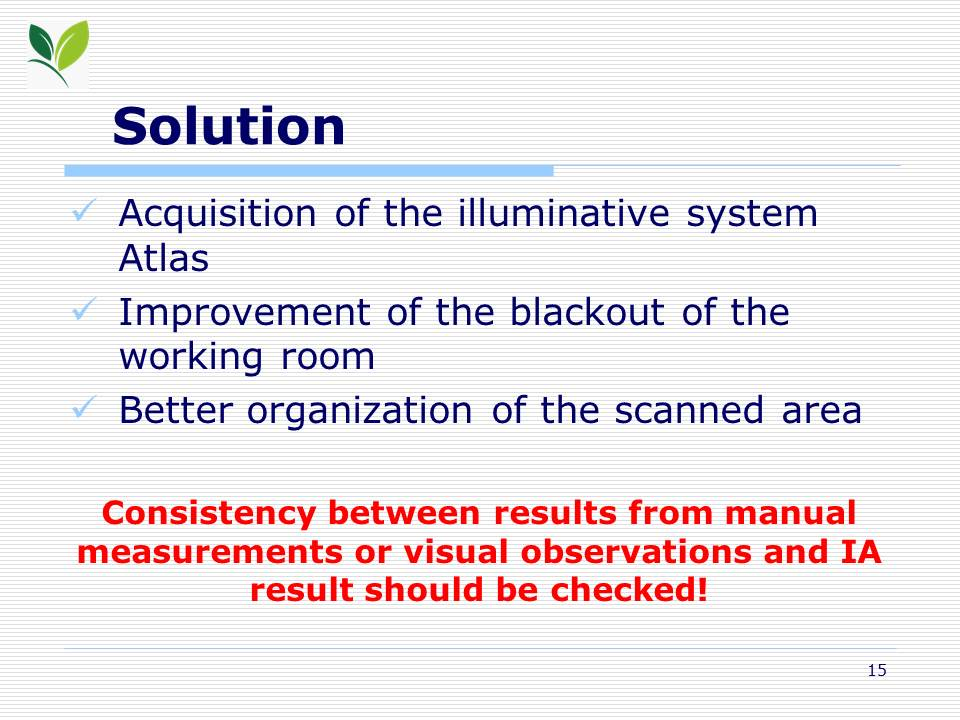 Solution
Acquisition of the illuminative system
Atlas
Improvement of the blackout of the
working room
Better organization of the scanned area
Consistency between results from manual
measurements or visual observations and IA
result should be checked!
15